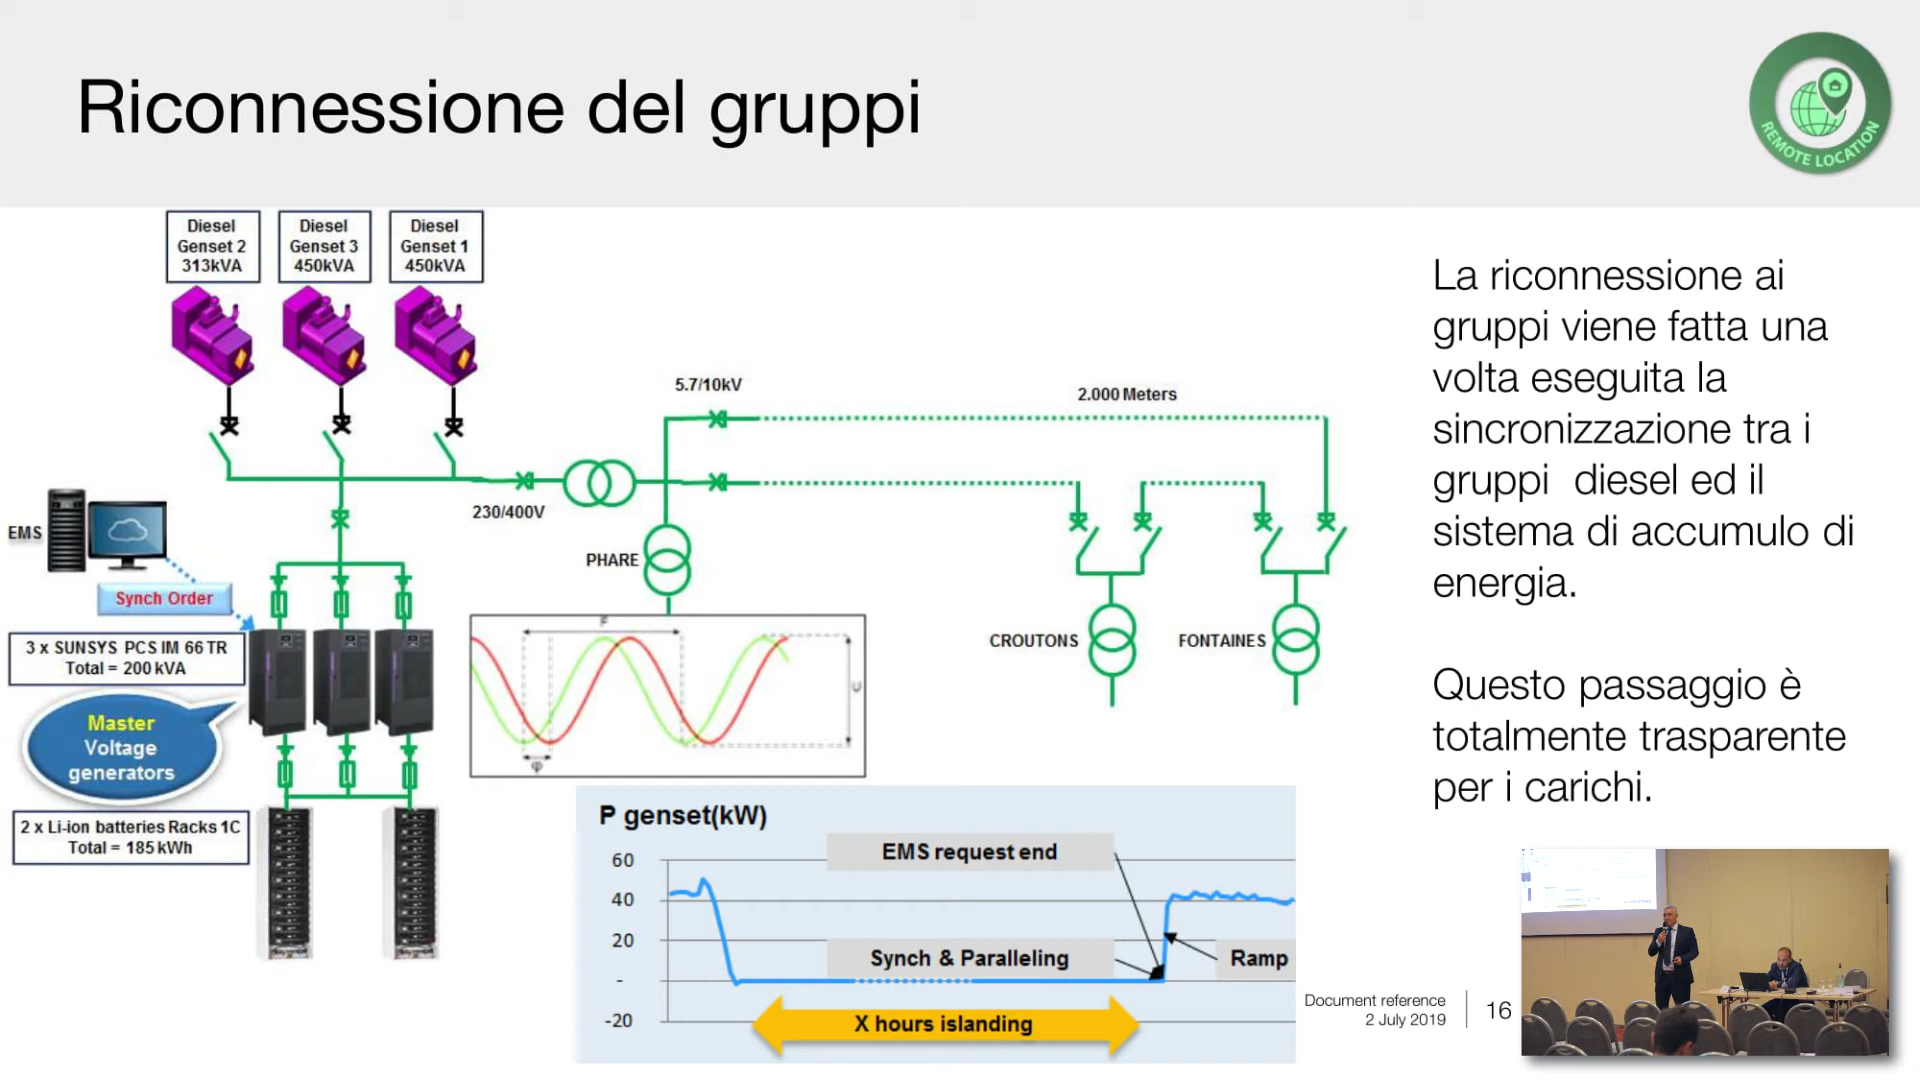 Riconnessione del gruppi
REMOTE LOCATION
Diesel
Genset 2
313kVA
Diesel
Genset 3
450kVA
Diesel
Genset 1
450kVA
5.7/10kV
2.000 Meters
230/400V
EMS
Synch Order
PHARE
3 x SUNSYS PCS IM 66 TR
Total = 200 kVA
Master
Voltage
generators
2 x Li-ion batteries Racks 1C
Total = 185 kWh
F
U
φ
CROUTONS
FONTAINES
La riconnessione ai
gruppi viene fatta una
volta eseguita la
sincronizzazione tra i
gruppi diesel ed il
sistema di accumulo di
energia.
Questo passaggio è
totalmente trasparente
per i carichi.
P genset(kW)
60
40
20
-
-20
EMS request end
Synch & Paralleling
Ramp
X hours islanding
Document reference
2 July 2019
16